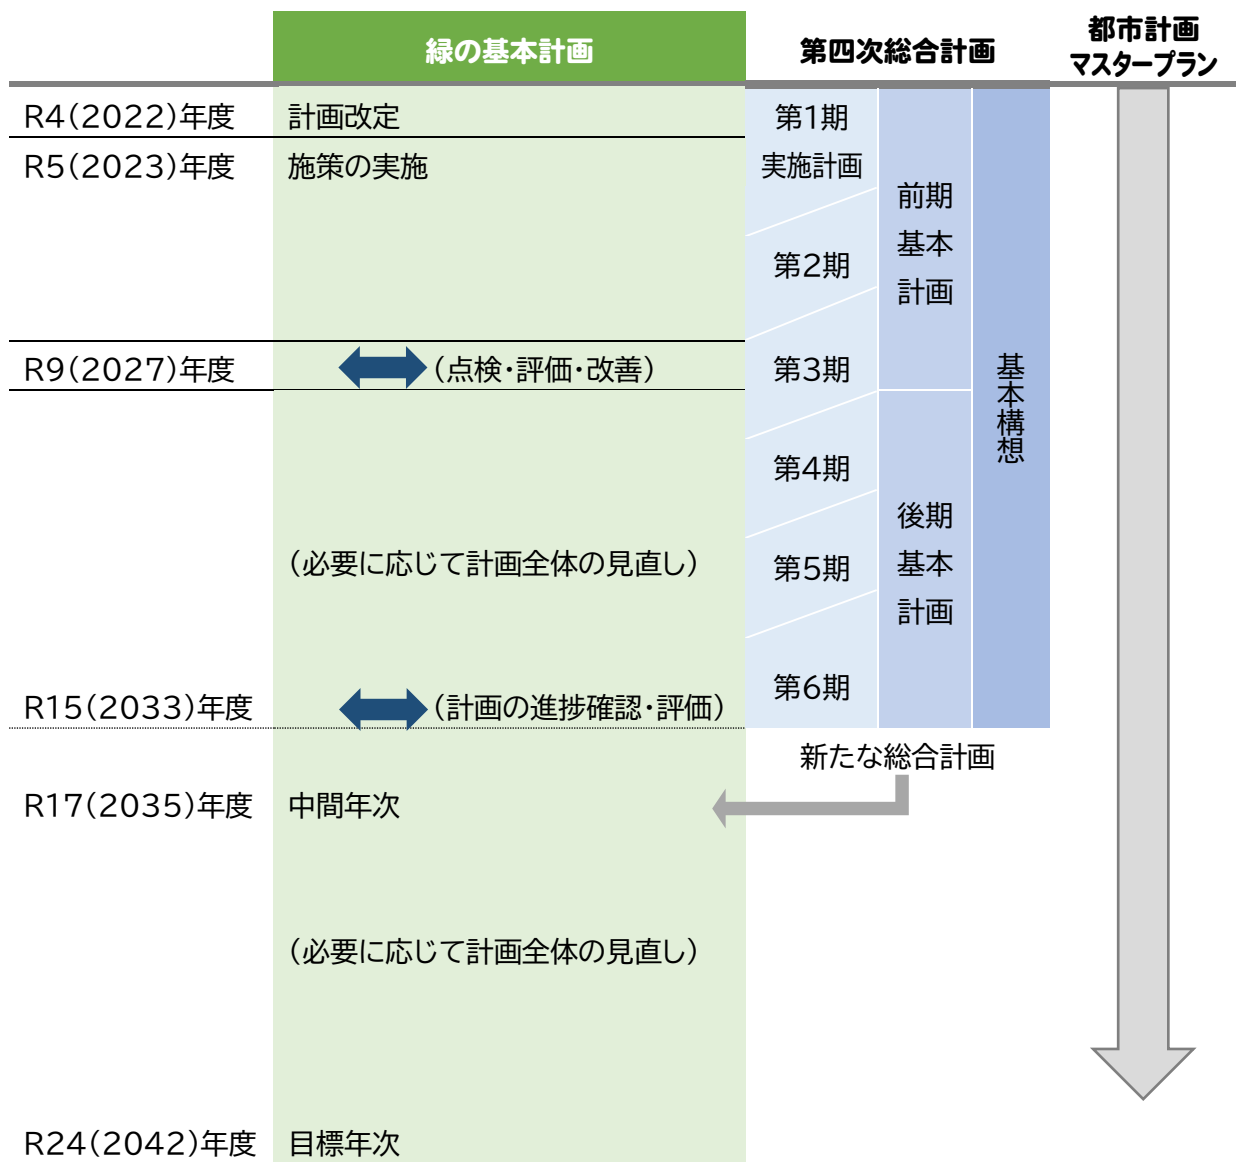 緑の基本計画
第四次総合計画
都市計画
マスタープラン
R4(2022)年度
計画改定
第1期
実施計画
R5(2023)年度
施策の実施
前期
基本
計画
第2期
R9(2027)年度
(点検・評価・改善)
第3期
基本構想
第4期
後期
基本
計画
(必要に応じて計画全体の見直し)
第5期
第6期
R15(2033)年度
(計画の進捗確認・評価)
新たな総合計画
R17(2035)年度
中間年次
(必要に応じて計画全体の見直し)
R24(2042)年度
目標年次